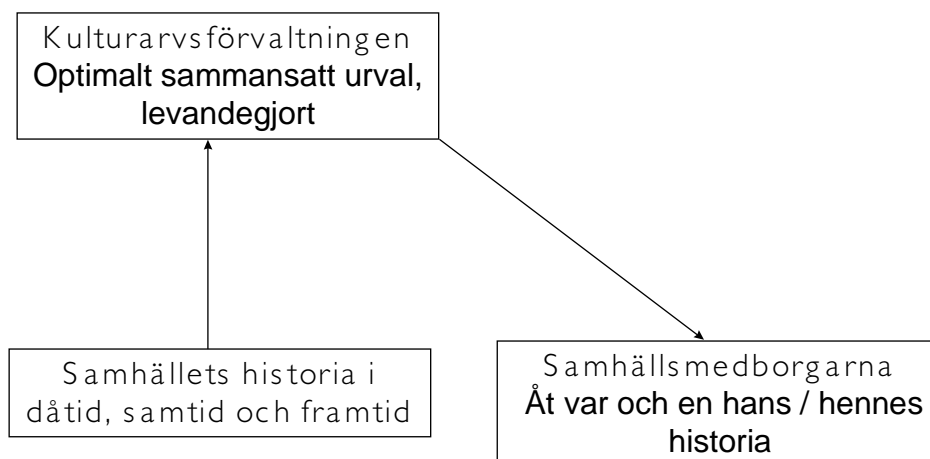 Kulturarvsförvaltningen
Optimalt sammansatt urval,
levandegjort
Samhällets historia i
dåtid, samtid och framtid
Samhällsmedborgarna
Åt var och en hans / hennes
historia